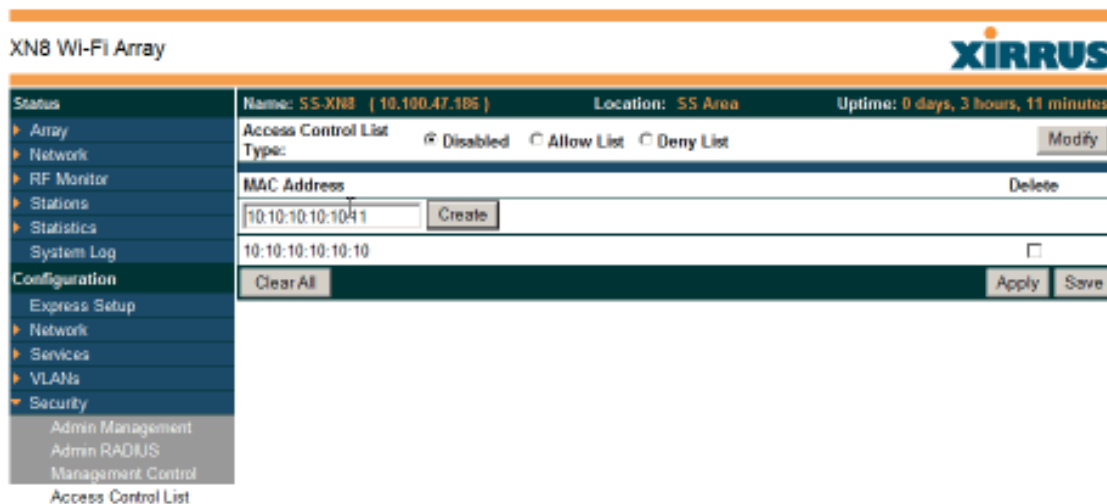 XN8 Wi-Fi Array
XIRRUS
Status
Array
Network
RF Monitor
Stations
Statistics
System Log
Configuration
Express Setup
Network
Services
VLANs
Security
Admin Management
Admin RADIUS
Management Control
Access Control List
Name: SS-XN8 ( 10.100.47.186 ) Location: SS Area Uptime: 0 days, 3 hours, 11 minutes
Access Control List Disabled Allow List Deny List Modify
Type:
MAC Address Delete
10:10:10:10:10:11 Create
10:10:10:10:10:10
Clear All Apply Save